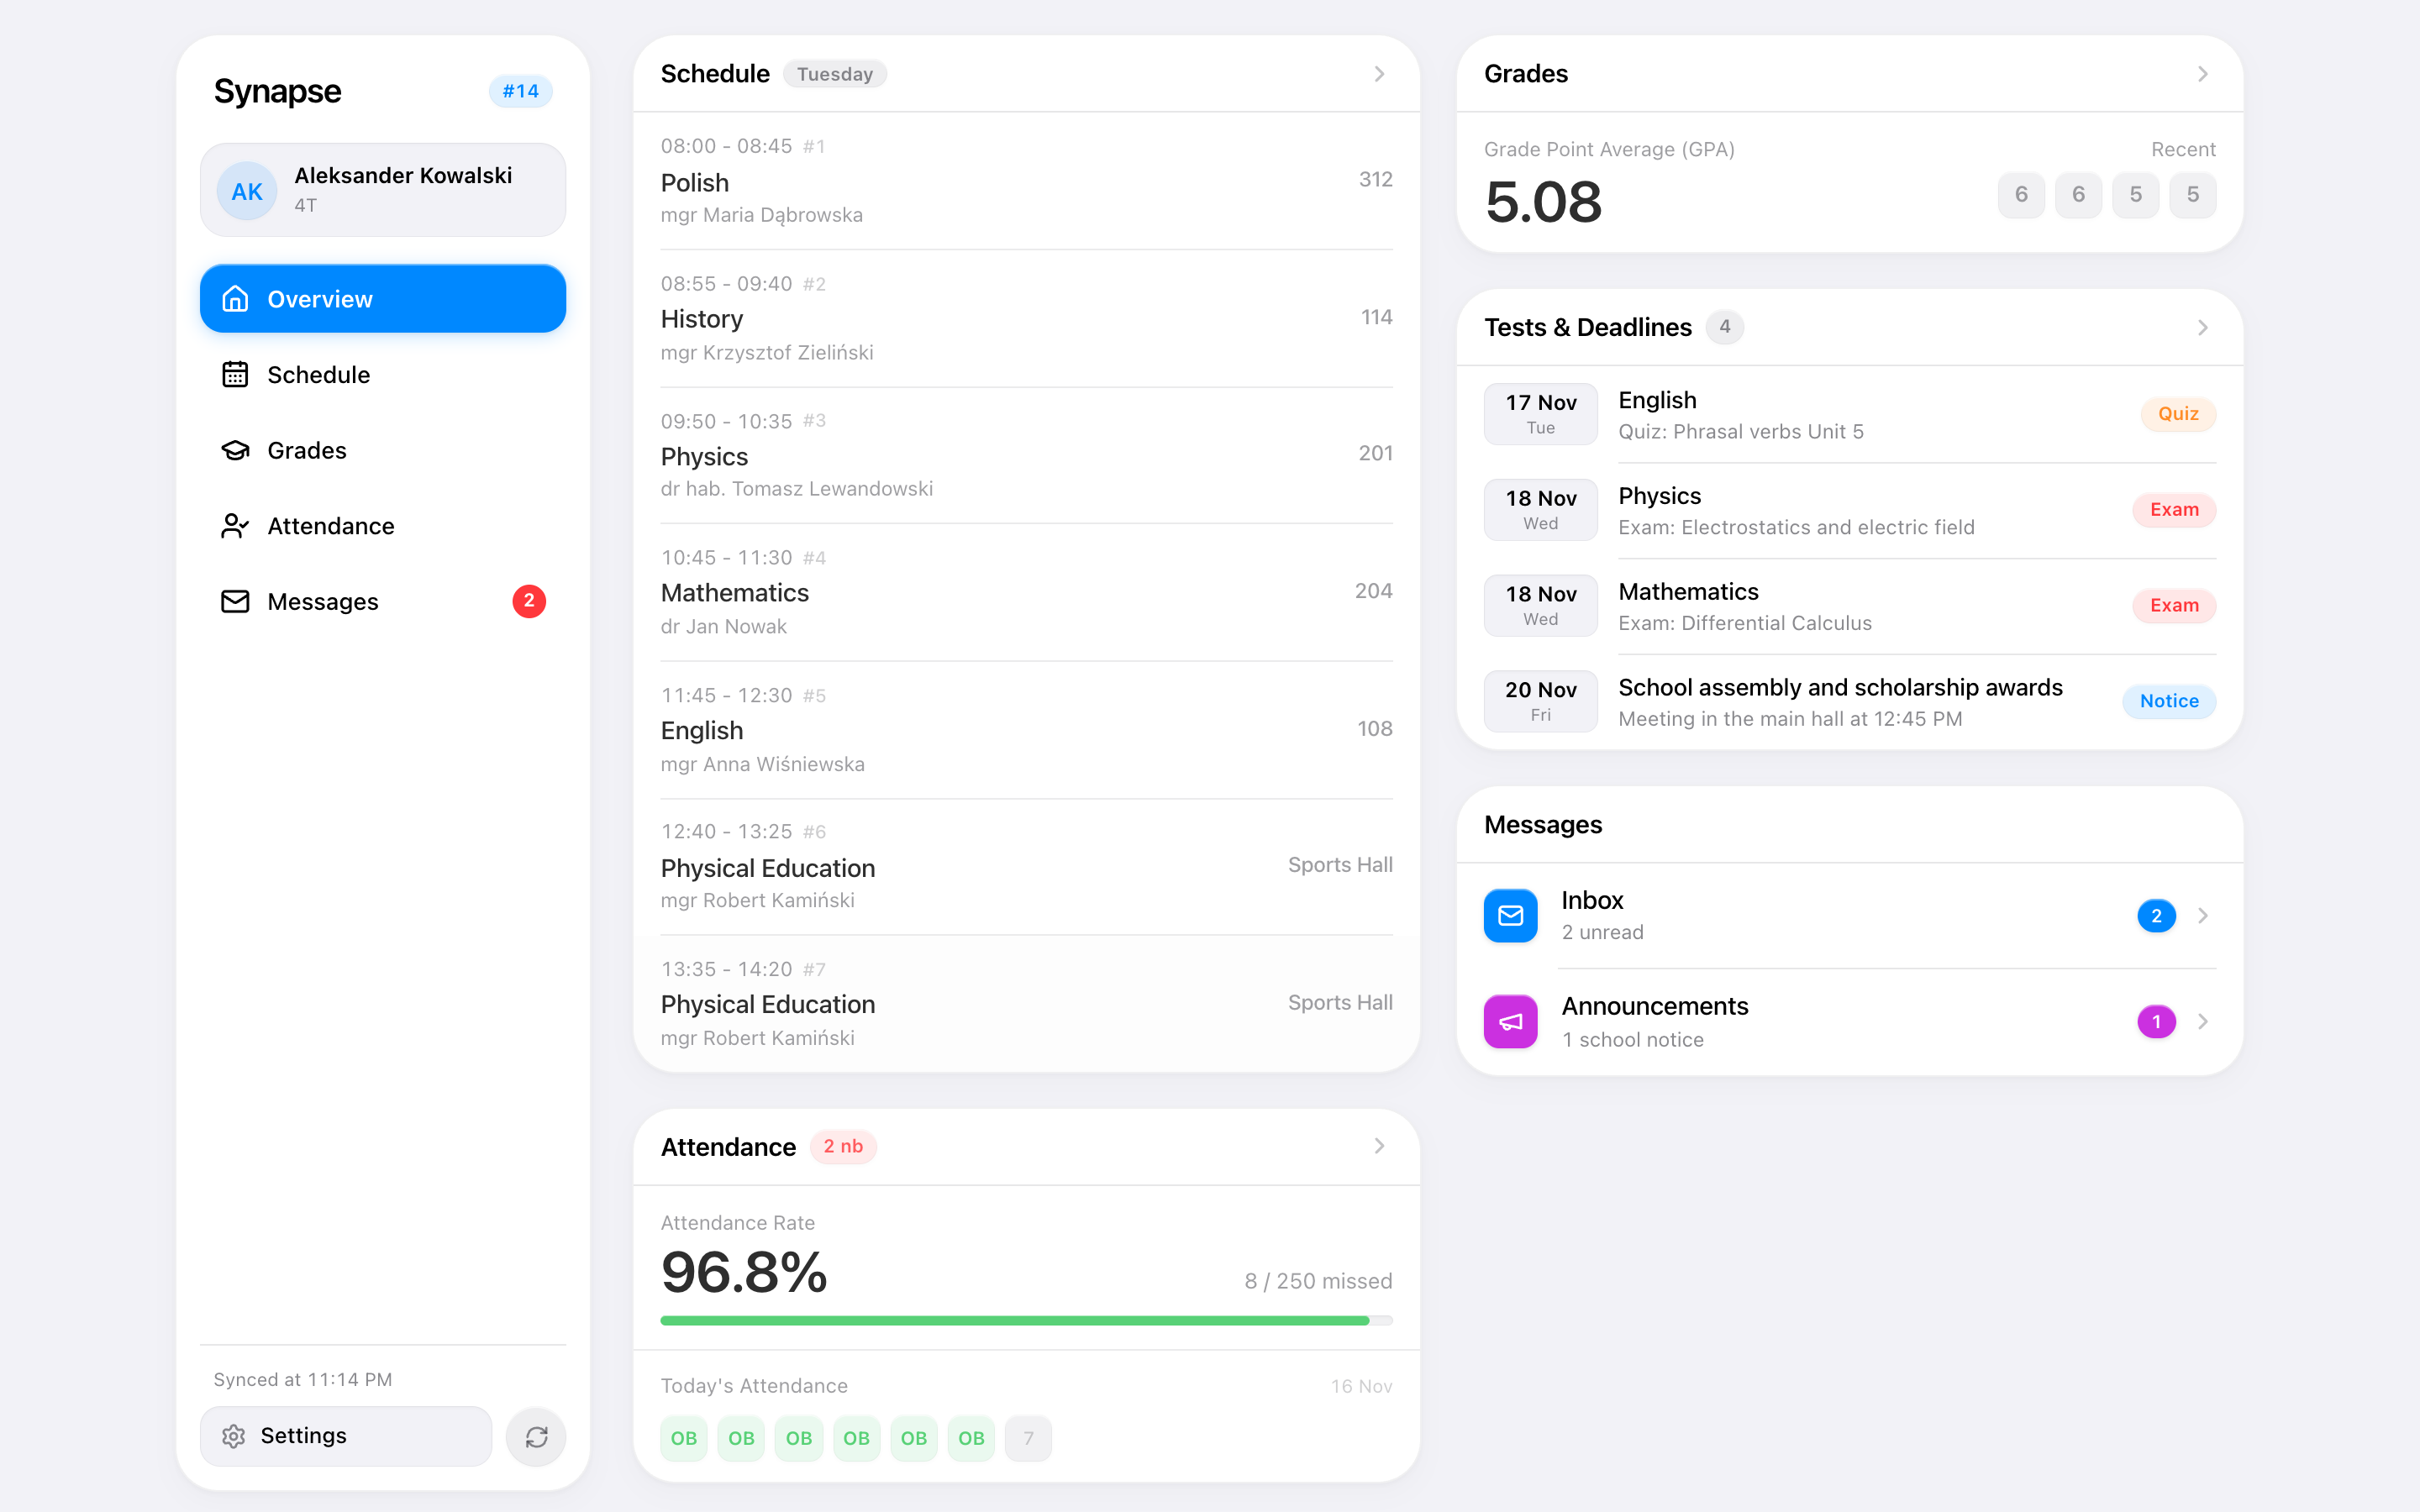 Synapse
#14
AK
Aleksander Kowalski
4T
Overview
Schedule
Grades
Attendance
Messages
2
Synced at 11:14 PM
Settings
Schedule
Tuesday
08:00 - 08:45 #1
Polish
312
mgr Maria Dąbrowska
08:55 - 09:40 #2
History
114
mgr Krzysztof Zieliński
09:50 - 10:35 #3
Physics
201
dr hab. Tomasz Lewandowski
10:45 - 11:30 #4
Mathematics
204
dr Jan Nowak
11:45 - 12:30 #5
English
108
mgr Anna Wiśniewska
12:40 - 13:25 #6
Physical Education
Sports Hall
mgr Robert Kamiński
13:35 - 14:20 #7
Physical Education
Sports Hall
mgr Robert Kamiński
Attendance
2 nb
Attendance Rate
96.8%
8 / 250 missed
Today's Attendance
16 Nov
OB OB OB OB OB OB 7
Grades
Grade Point Average (GPA)
Recent
5.08
6 6 5 5
Tests & Deadlines
4
17 Nov
Tue
English
Quiz: Phrasal verbs Unit 5
Quiz
18 Nov
Wed
Physics
Exam: Electrostatics and electric field
Exam
18 Nov
Wed
Mathematics
Exam: Differential Calculus
Exam
20 Nov
Fri
School assembly and scholarship awards
Meeting in the main hall at 12:45 PM
Notice
Messages
Inbox
2 unread
2
Announcements
1 school notice
1